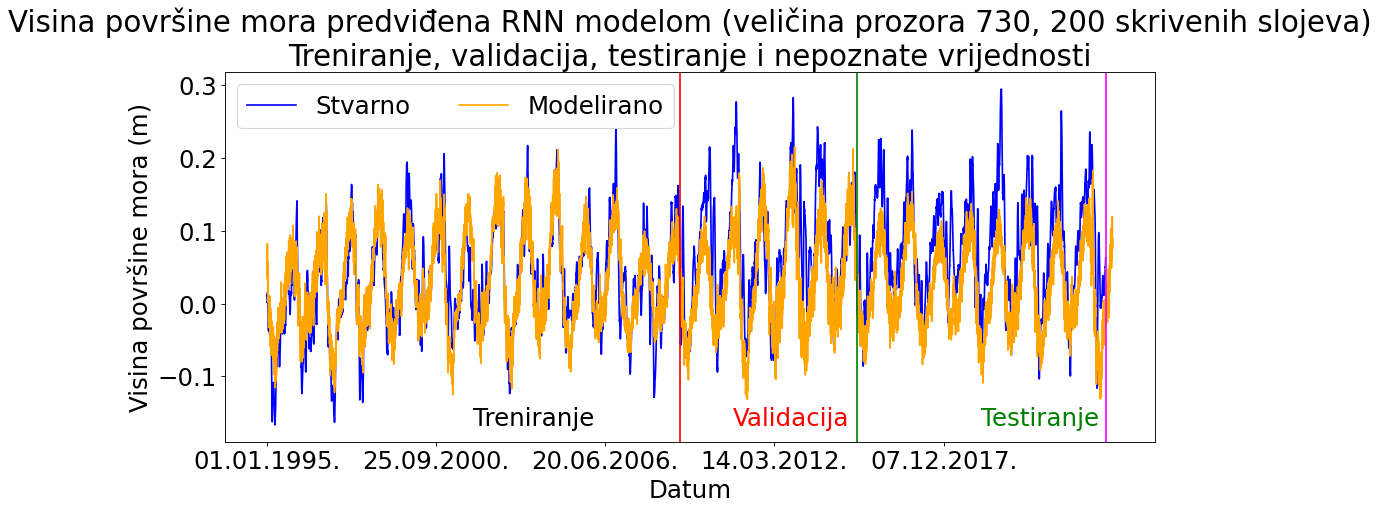 Visina površine mora predviđena RNN modelom (veličina prozora 730, 200 skrivenih slojeva)
Treniranje, validacija, testiranje i nepoznate vrijednosti
Stvarno
Modelirano
Visina površine mora (m)
0.3
0.2
0.1
0.0
−0.1
Treniranje
Validacija
Testiranje
01.01.1995.
25.09.2000.
20.06.2006.
14.03.2012.
07.12.2017.
Datum